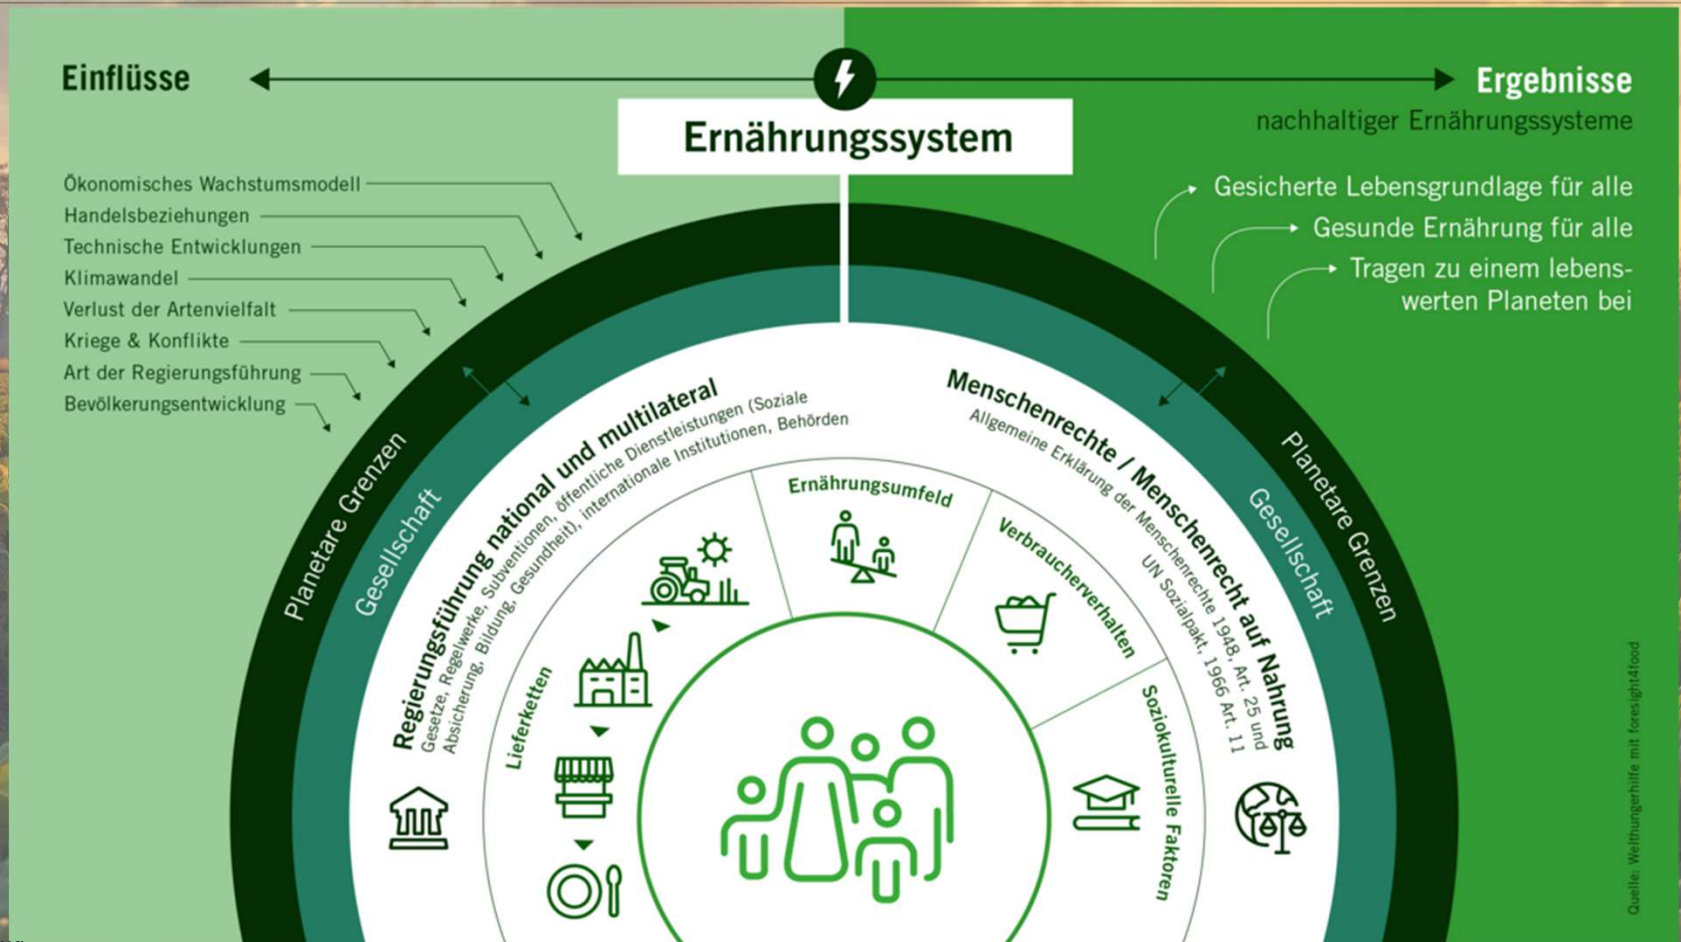 Einflüsse
Ergebnisse
nachhaltiger Ernährungssysteme
Ernährungssystem
Ökonomisches Wachstumsmodell
Handelsbeziehungen
Technische Entwicklungen
Klimawandel
Verlust der Artenvielfalt
Kriege & Konflikte
Art der Regierungsführung
Bevölkerungsentwicklung
Gesicherte Lebensgrundlage für alle
Gesunde Ernährung für alle
Tragen zu einem lebens-
werten Planeten bei
Planetare Grenzen
Gesellschaft
Regierungsführung national und multilateral
Gesetze, Regelwerke, Subventionen, öffentliche Dienstleistungen (Soziale
Absicherung, Bildung, Gesundheit), internationale Institutionen, Behörden
Menschenrechte / Menschenrecht auf Nahrung
Allgemeine Erklärung der Menschenrechte 1948, Art. 25 und
UN Sozialpakt, 1966 Art. 11
Gesellschaft
Planetare Grenzen
Lieferketten
Ernährungsumfeld
Verbraucherverhalten
Soziokulturelle Faktoren
Quelle: Welthungerhilfe mit foresight4food